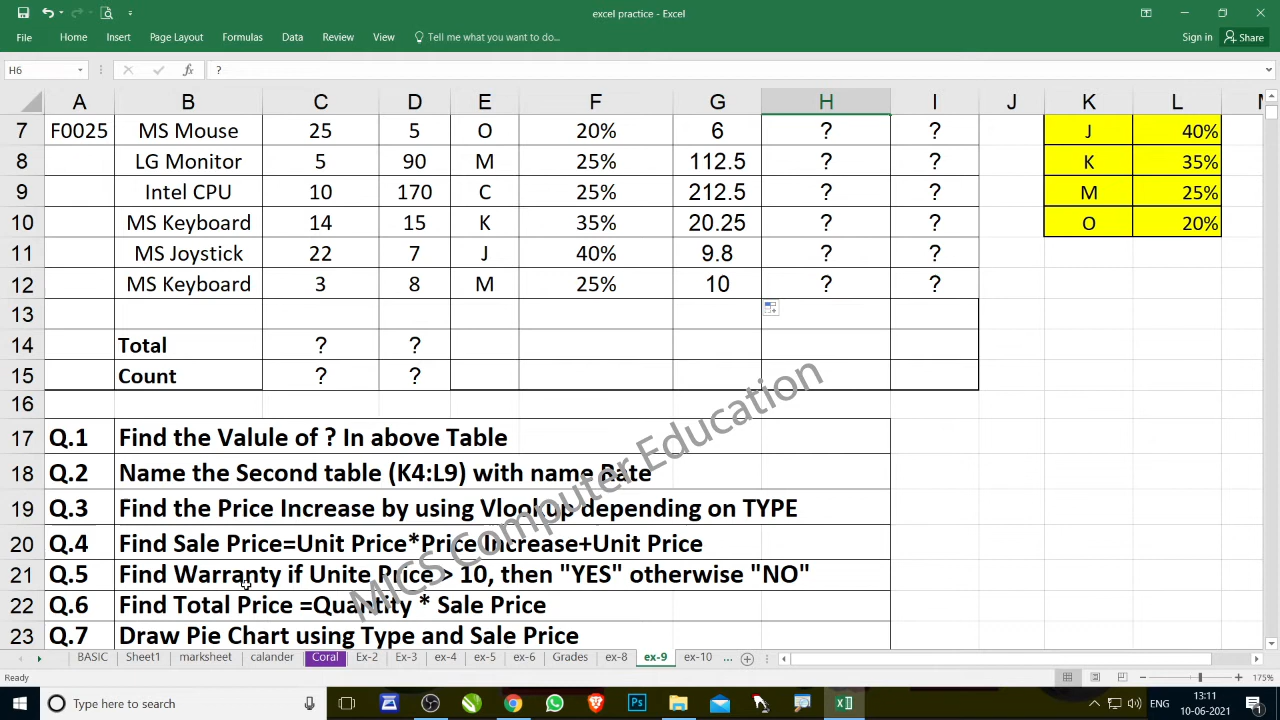 excel practice - Excel
File Home Insert Page Layout Formulas Data Review View Tell me what you want to do... Sign in Share
H6 fx ?
A B C D E F G H I J K L
7 F0025 MS Mouse 25 5 O 20% 6 ? ? J 40%
8 LG Monitor 5 90 M 25% 112.5 ? ? K 35%
9 Intel CPU 10 170 C 25% 212.5 ? ? M 25%
10 MS Keyboard 14 15 K 35% 20.25 ? ? O 20%
11 MS Joystick 22 7 J 40% 9.8 ? ?
12 MS Keyboard 3 8 M 25% 10 ? ?
13
14 Total ? ?
15 Count ? ?
16
17 Q.1 Find the Valule of ? In above Table
18 Q.2 Name the Second table (K4:L9) with name Rate
19 Q.3 Find the Price Increase by using Vlookup depending on TYPE
20 Q.4 Find Sale Price=Unit Price*Price Increase+Unit Price
21 Q.5 Find Warranty if Unite Price > 10, then "YES" otherwise "NO"
22 Q.6 Find Total Price =Quantity * Sale Price
23 Q.7 Draw Pie Chart using Type and Sale Price
MICS Computer Education
BASIC Sheet1 marksheet calander Coral Ex-2 Ex-3 ex-4 ex-5 ex-6 Grades ex-8 ex-9 ex-10 ...
Ready 175%
Type here to search ENG 13:11
10-06-2021